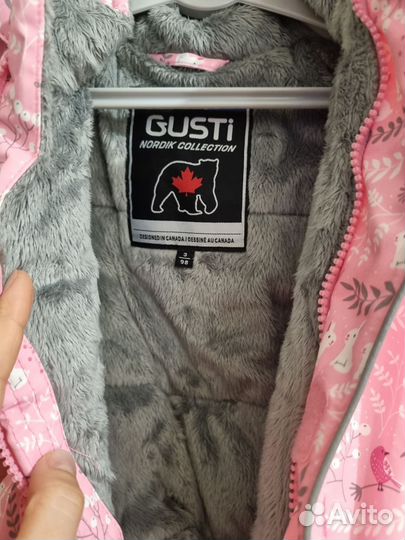 GUSTi
NORDIK COLLECTION
DESIGNED IN CANADA / DESSINÉ AU CANADA
3
98
Avito